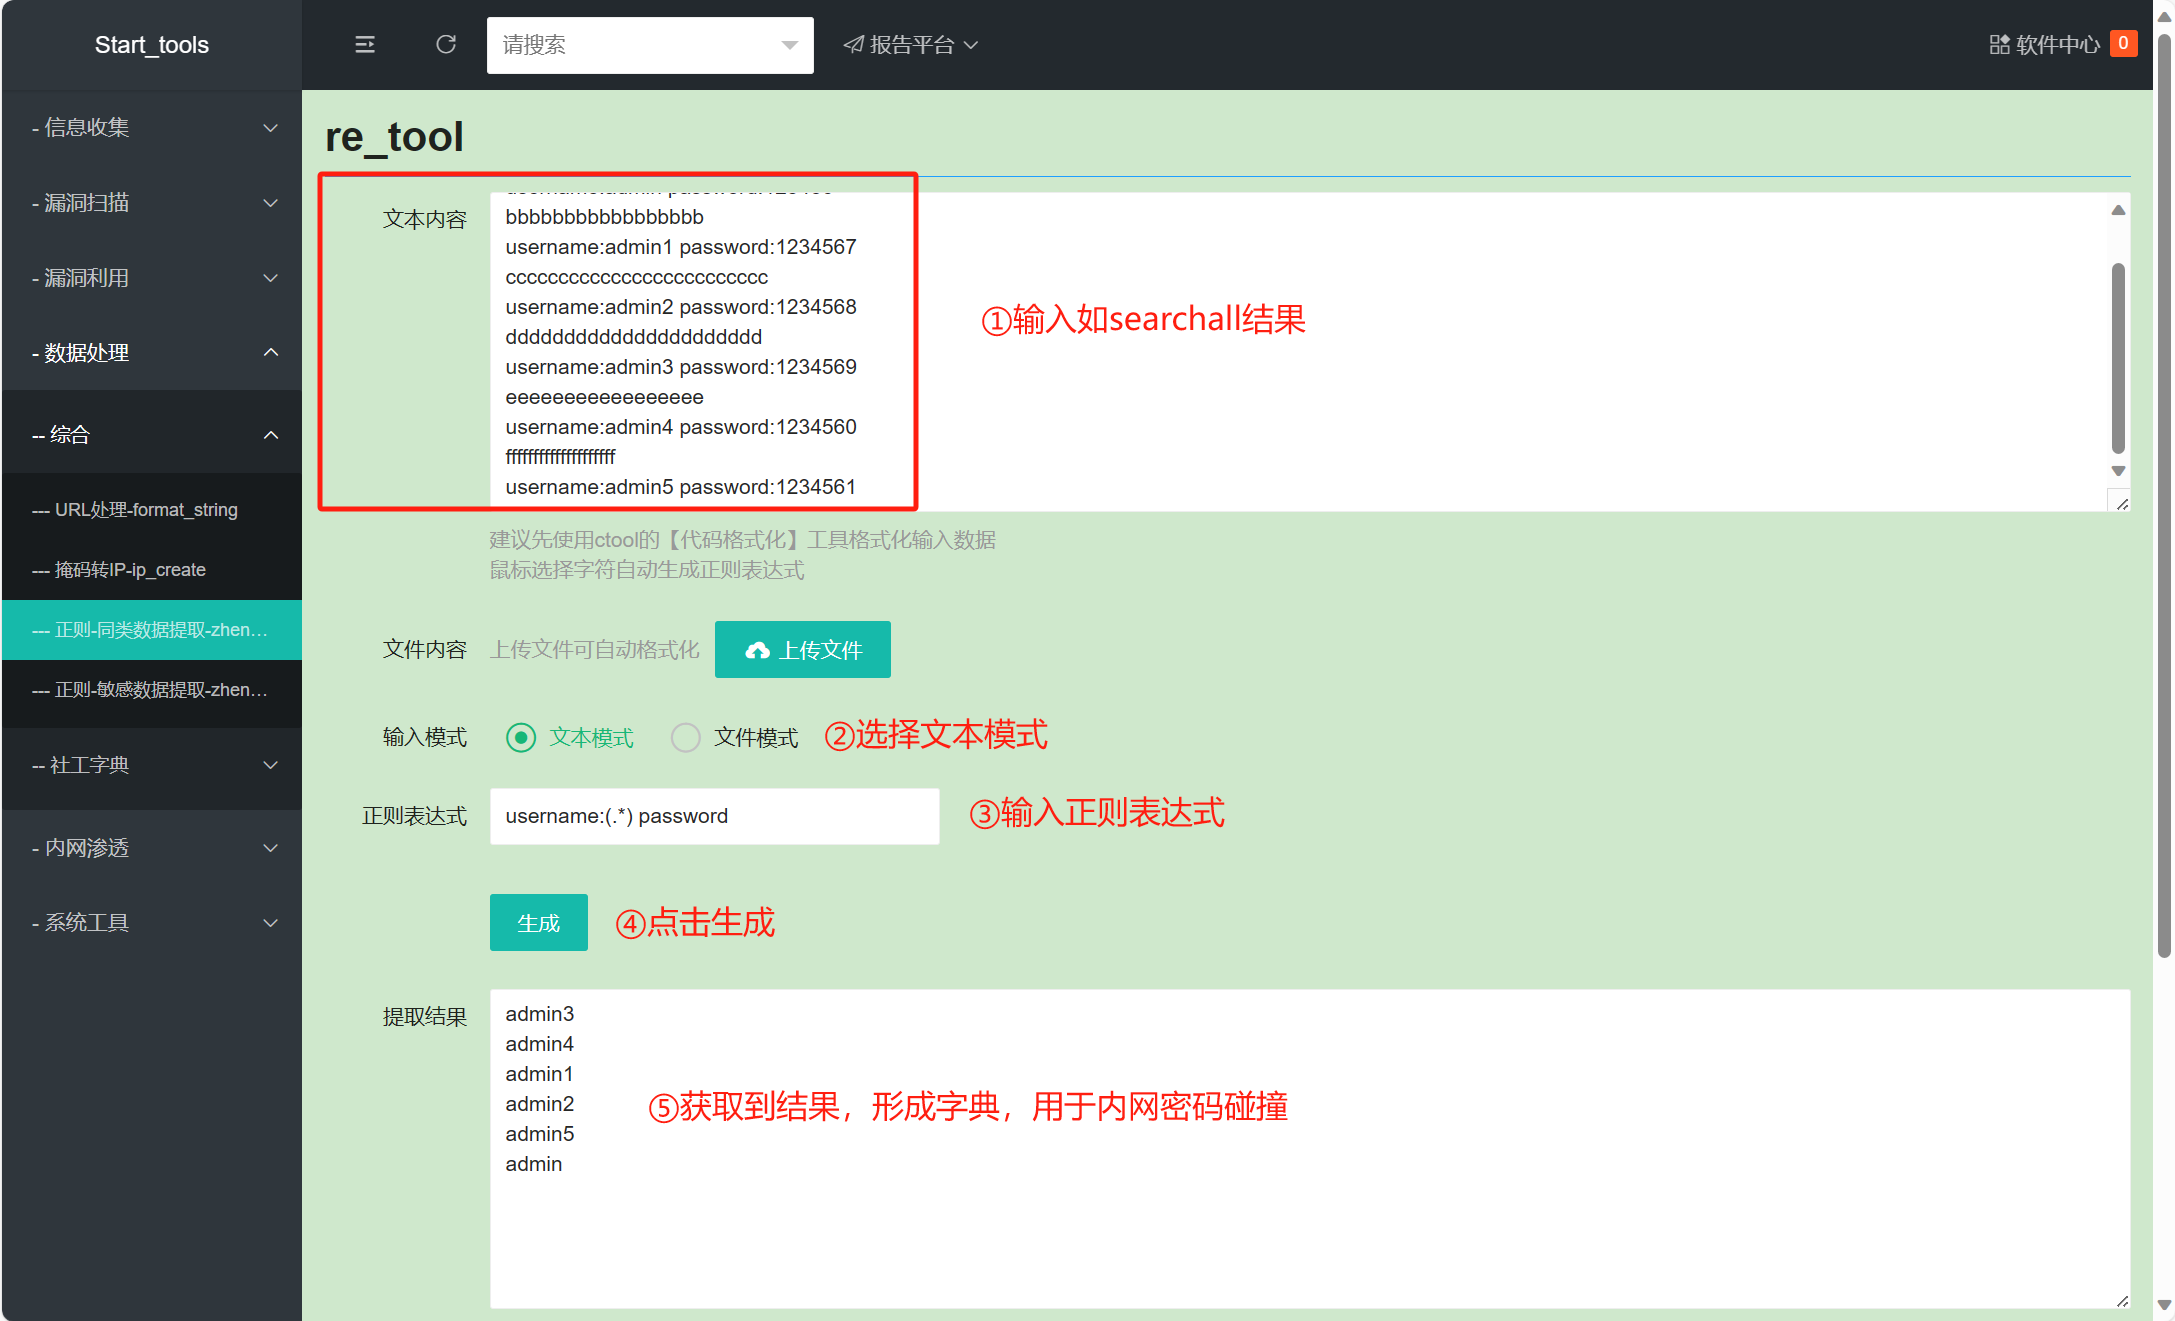 Start_tools
请搜索
报告平台
软件中心
0
- 信息收集
- 漏洞扫描
- 漏洞利用
- 数据处理
-- 综合
--- URL处理-format_string
--- 掩码转IP-ip_create
--- 正则-同类数据提取-zhen...
--- 正则-敏感数据提取-zhen...
-- 社工字典
- 内网渗透
- 系统工具
re_tool
文本内容
bbbbbbbbbbbbbbbbb
username:admin1 password:1234567
ccccccccccccccccccccccccc
username:admin2 password:1234568
dddddddddddddddddddddd
username:admin3 password:1234569
eeeeeeeeeeeeeeeee
username:admin4 password:1234560
ffffffffffffffffffff
username:admin5 password:1234561
①输入如searchall结果
建议先使用ctool的【代码格式化】工具格式化输入数据
鼠标选择字符自动生成正则表达式
文件内容
上传文件可自动格式化
上传文件
输入模式
文本模式
文件模式
②选择文本模式
正则表达式
username:(.*) password
③输入正则表达式
生成
④点击生成
提取结果
admin3
admin4
admin1
admin2
admin5
admin
⑤获取到结果，形成字典，用于内网密码碰撞